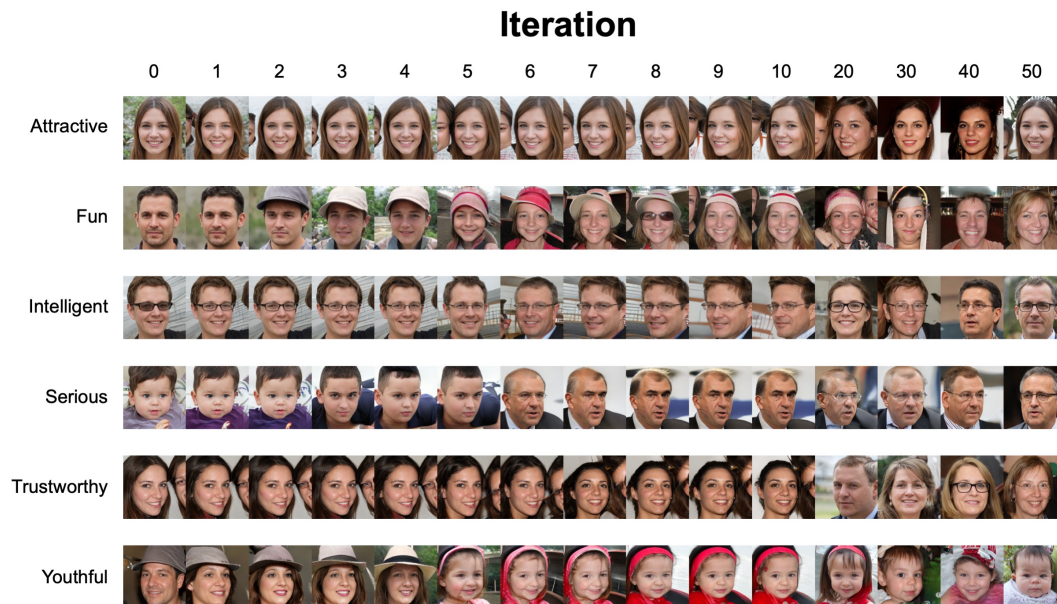 Iteration
0 1 2 3 4 5 6 7 8 9 10 20 30 40 50
Attractive
Fun
Intelligent
Serious
Trustworthy
Youthful